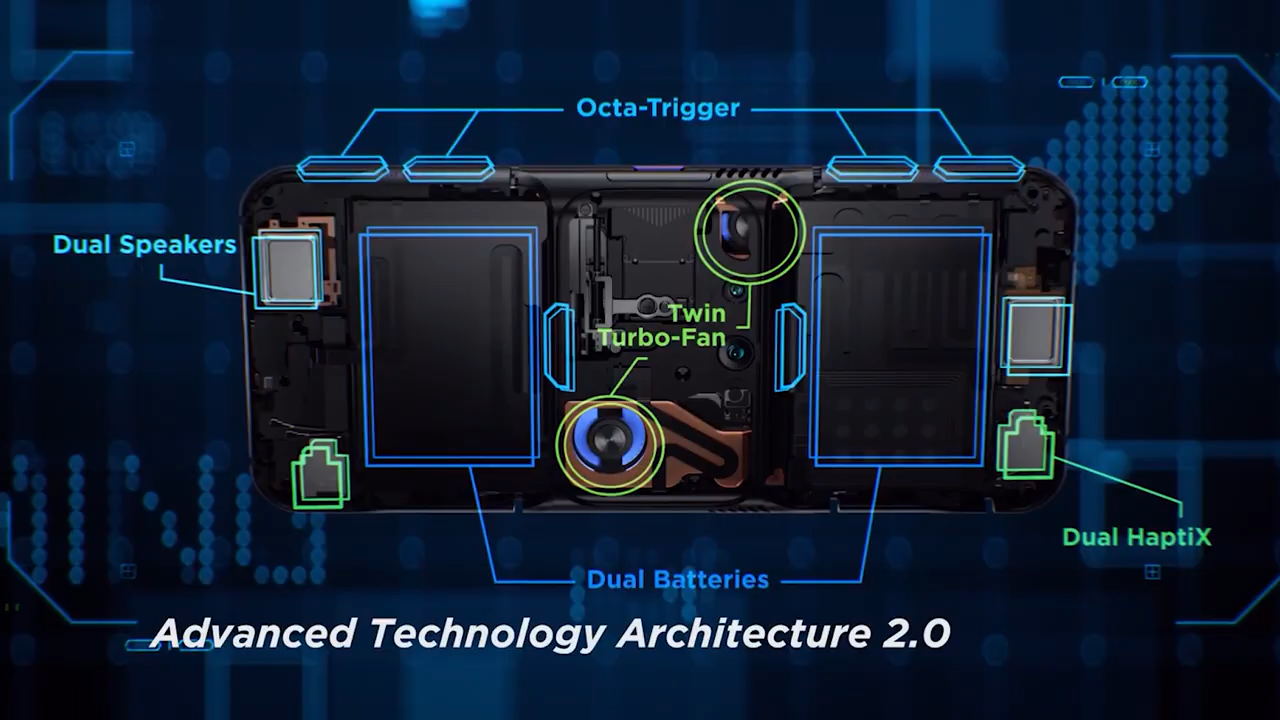 Octa-Trigger
Dual Speakers
Twin
Turbo-Fan
Dual HaptiX
Dual Batteries
Advanced Technology Architecture 2.0